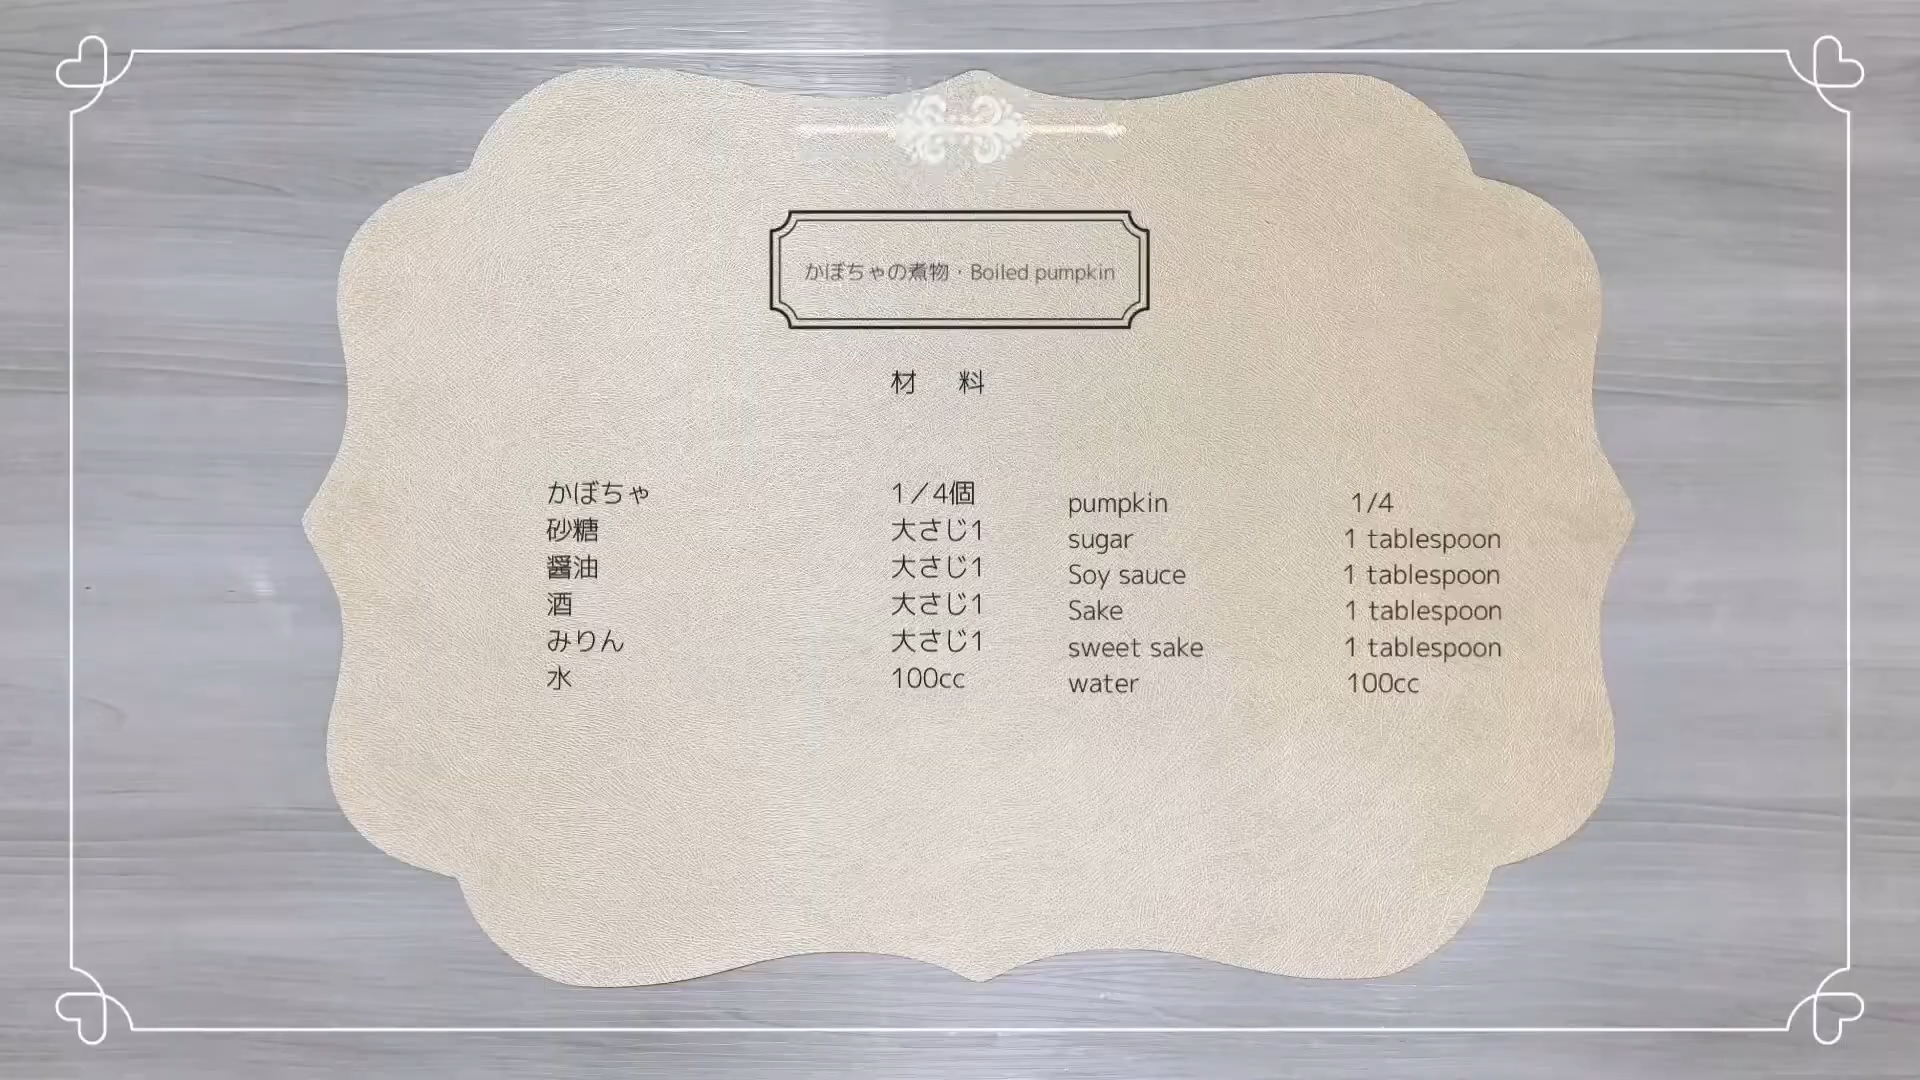 かぼちゃの煮物・Boiled pumpkin
材 料
かぼちゃ 1／4個
砂糖 大さじ1
醤油 大さじ1
酒 大さじ1
みりん 大さじ1
水 100cc
pumpkin 1/4
sugar 1 tablespoon
Soy sauce 1 tablespoon
Sake 1 tablespoon
sweet sake 1 tablespoon
water 100cc